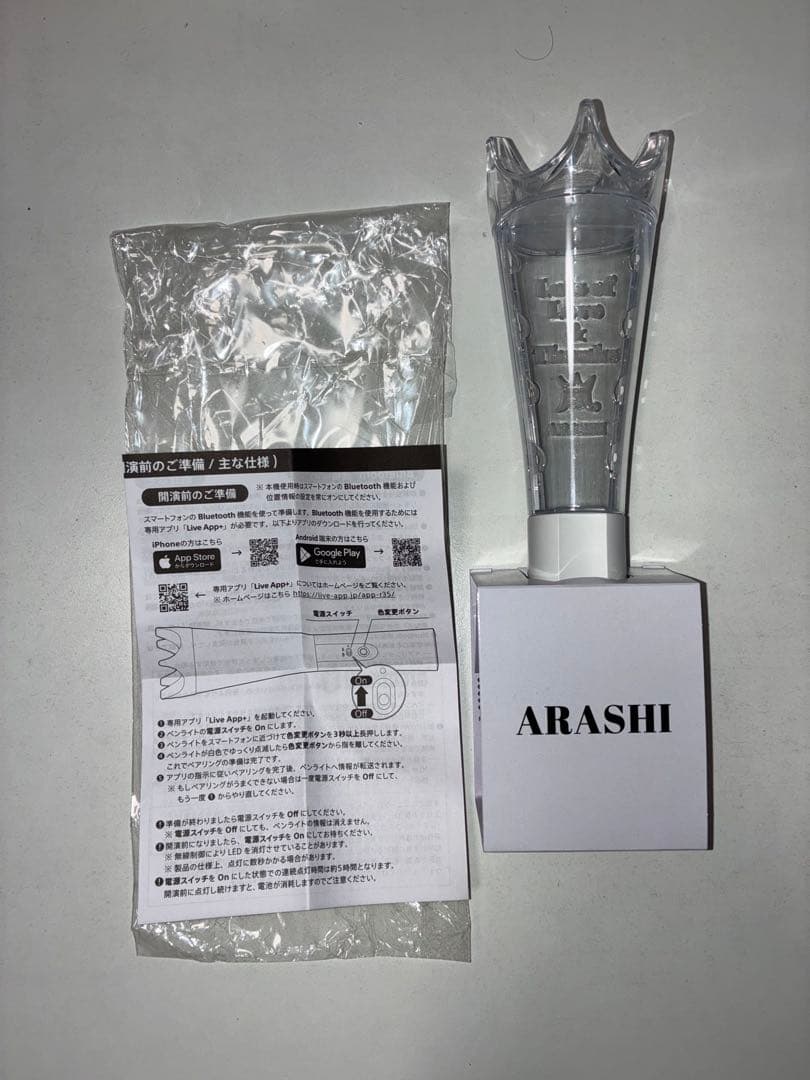 演前のご準備 / 主な仕様)
開演前のご準備
※ 本機使用時はスマートフォンの Bluetooth 機能および
位置情報の設定を常にオンにしてください。
スマートフォンの Bluetooth 機能を使って準備します。Bluetooth 機能を使用するためには
専用アプリ「Live App+」が必要です。以下よりアプリのダウンロードを行ってください。
iPhoneの方はこちら
Android 端末の方はこちら
App Store
からダウンロード
→
Google Play
で手に入れよう
→
← 専用アプリ「Live App+」についてはホームページをご覧ください。
※ ホームページはこちら https://live-app.jp/app-r35/
電源スイッチ
色変更ボタン
On
Off
❶ 専用アプリ「Live App+」を起動してください。
❷ ペンライトの電源スイッチを On にします。
❸ ペンライトをスマートフォンに近づけて色変更ボタンを3秒以上長押しします。
❹ ペンライトが白色でゆっくり点滅したら色変更ボタンから指を離してください。
これでペアリングの準備は完了です。
❺ アプリの指示に従いペアリングを完了後、ペンライトへ情報が転送されます。
※ もしペアリングがうまくできない場合は一度電源スイッチを Off にして、
もう一度 ❶ からやり直してください。
! 準備が終わりましたら電源スイッチを Off にしてください。
※ 電源スイッチを Off にしても、ペンライトの情報は消えません。
! 開演前になりましたら、電源スイッチを On にしてお待ちください。
※ 無線制御により LED を消灯させていることがあります。
※ 製品の仕様上、点灯に数秒かかる場合があります。
! 電源スイッチを On にした状態での連続点灯時間は約5時間となります。
開演前に点灯し続けますと、電池が消耗しますのでご注意ください。
Lots of
Love
&
Thanks
ARASHI
ARASHI